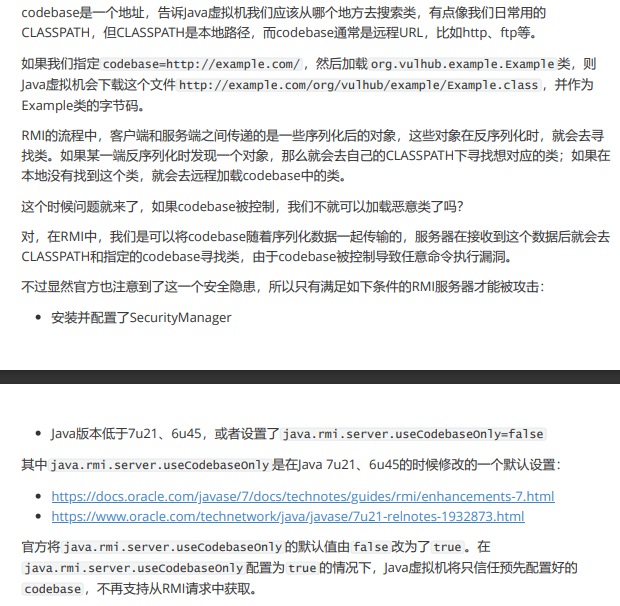 codebase是一个地址，告诉Java虚拟机我们应该从哪个地方去搜索类，有点像我们日常用的
CLASSPATH，但CLASSPATH是本地路径，而codebase通常是远程URL，比如http、ftp等。
如果我们指定 codebase=http://example.com/ ，然后加载 org.vulhub.example.Example 类，则
Java虚拟机会下载这个文件 http://example.com/org/vulhub/example/Example.class ，并作为
Example类的字节码。
RMI的流程中，客户端和服务端之间传递的是一些序列化后的对象，这些对象在反序列化时，就会去寻
找类。如果某一端反序列化时发现一个对象，那么就会去自己的CLASSPATH下寻找想对应的类；如果在
本地没有找到这个类，就会去远程加载codebase中的类。
这个时候问题就来了，如果codebase被控制，我们不就可以加载恶意类了吗？
对，在RMI中，我们是可以将codebase随着序列化数据一起传输的，服务器在接收到这个数据后就会去
CLASSPATH和指定的codebase寻找类，由于codebase被控制导致任意命令执行漏洞。
不过显然官方也注意到了这一个安全隐患，所以只有满足如下条件的RMI服务器才能被攻击：
• 安装并配置了SecurityManager
• Java版本低于7u21、6u45，或者设置了 java.rmi.server.useCodebaseOnly=false
其中 java.rmi.server.useCodebaseOnly 是在Java 7u21、6u45的时候修改的一个默认设置：
• https://docs.oracle.com/javase/7/docs/technotes/guides/rmi/enhancements-7.html
• https://www.oracle.com/technetwork/java/javase/7u21-relnotes-1932873.html
官方将 java.rmi.server.useCodebaseOnly 的默认值由 false 改为了 true 。在
java.rmi.server.useCodebaseOnly 配置为 true 的情况下，Java虚拟机将只信任预先配置好的
codebase ，不再支持从RMI请求中获取。